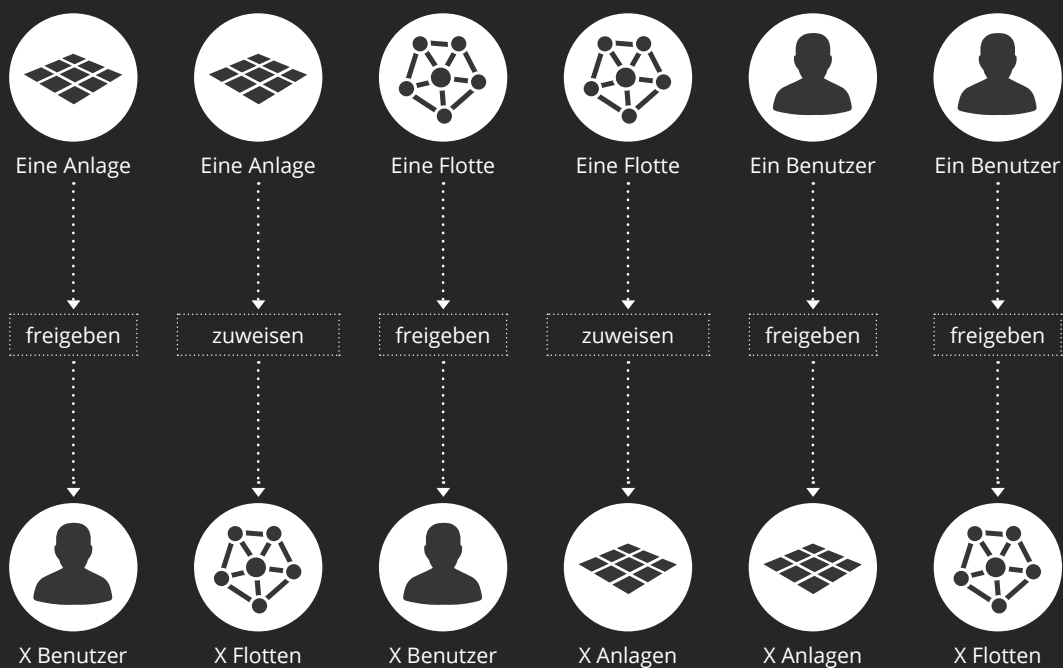 Eine Anlage
Eine Anlage
Eine Flotte
Eine Flotte
Ein Benutzer
Ein Benutzer
freigeben
zuweisen
freigeben
zuweisen
freigeben
freigeben
X Benutzer
X Flotten
X Benutzer
X Anlagen
X Anlagen
X Flotten